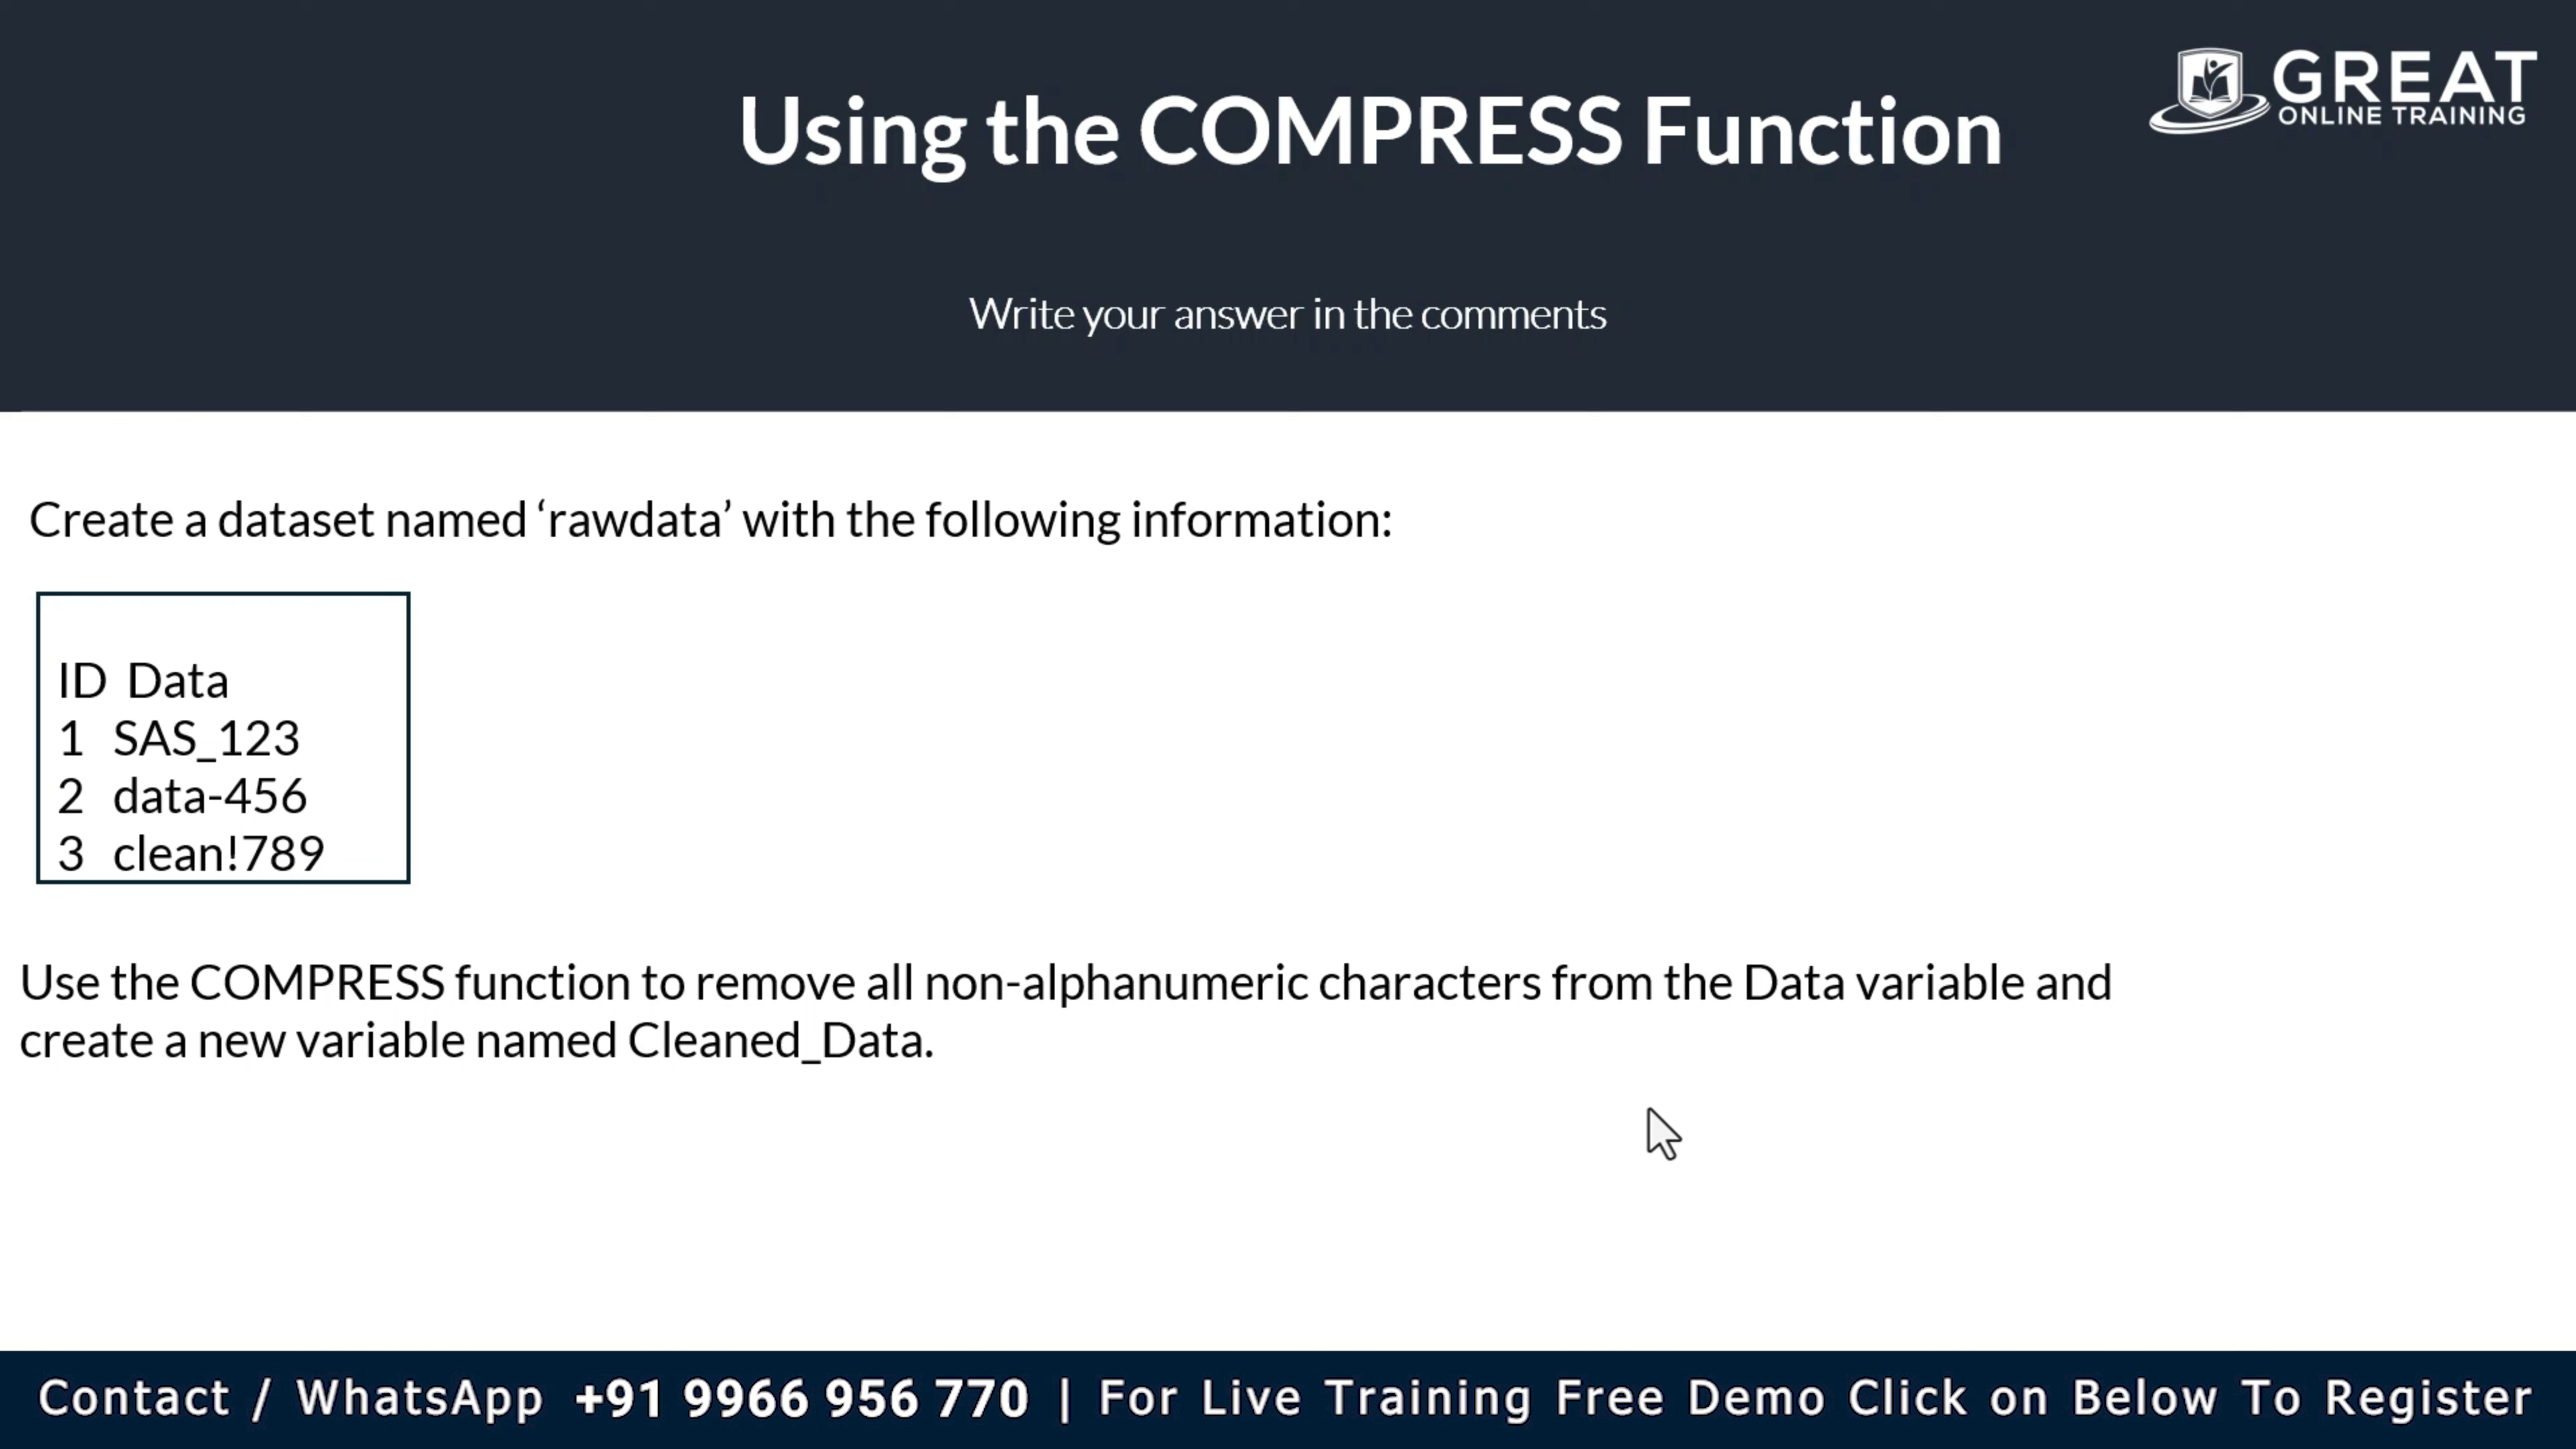 GREAT
ONLINE TRAINING
Using the COMPRESS Function
Write your answer in the comments
Create a dataset named ‘rawdata’ with the following information:
ID Data
1 SAS_123
2 data-456
3 clean!789
Use the COMPRESS function to remove all non-alphanumeric characters from the Data variable and
create a new variable named Cleaned_Data.
Contact / WhatsApp +91 9966 956 770 | For Live Training Free Demo Click on Below To Register